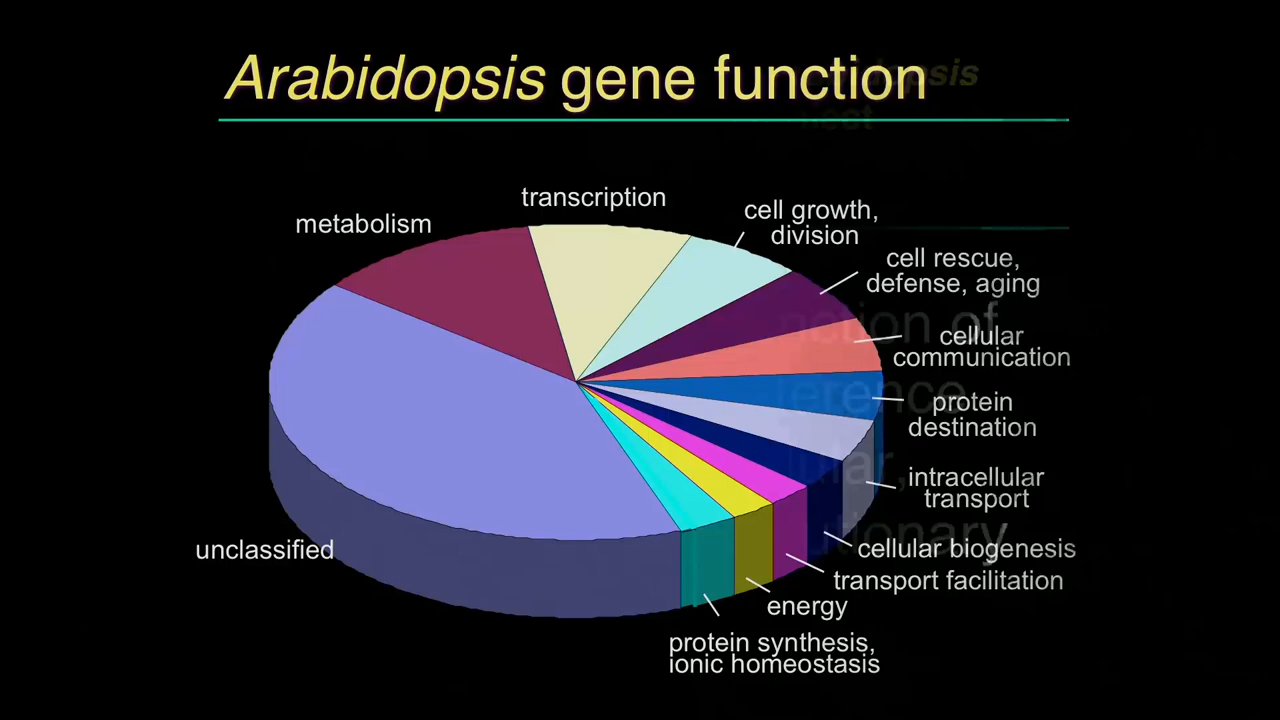 Arabidopsis gene function
transcription
metabolism
cell growth,
division
cell rescue,
defense, aging
cellular
communication
protein
destination
intracellular
transport
cellular biogenesis
transport facilitation
energy
protein synthesis,
ionic homeostasis
unclassified